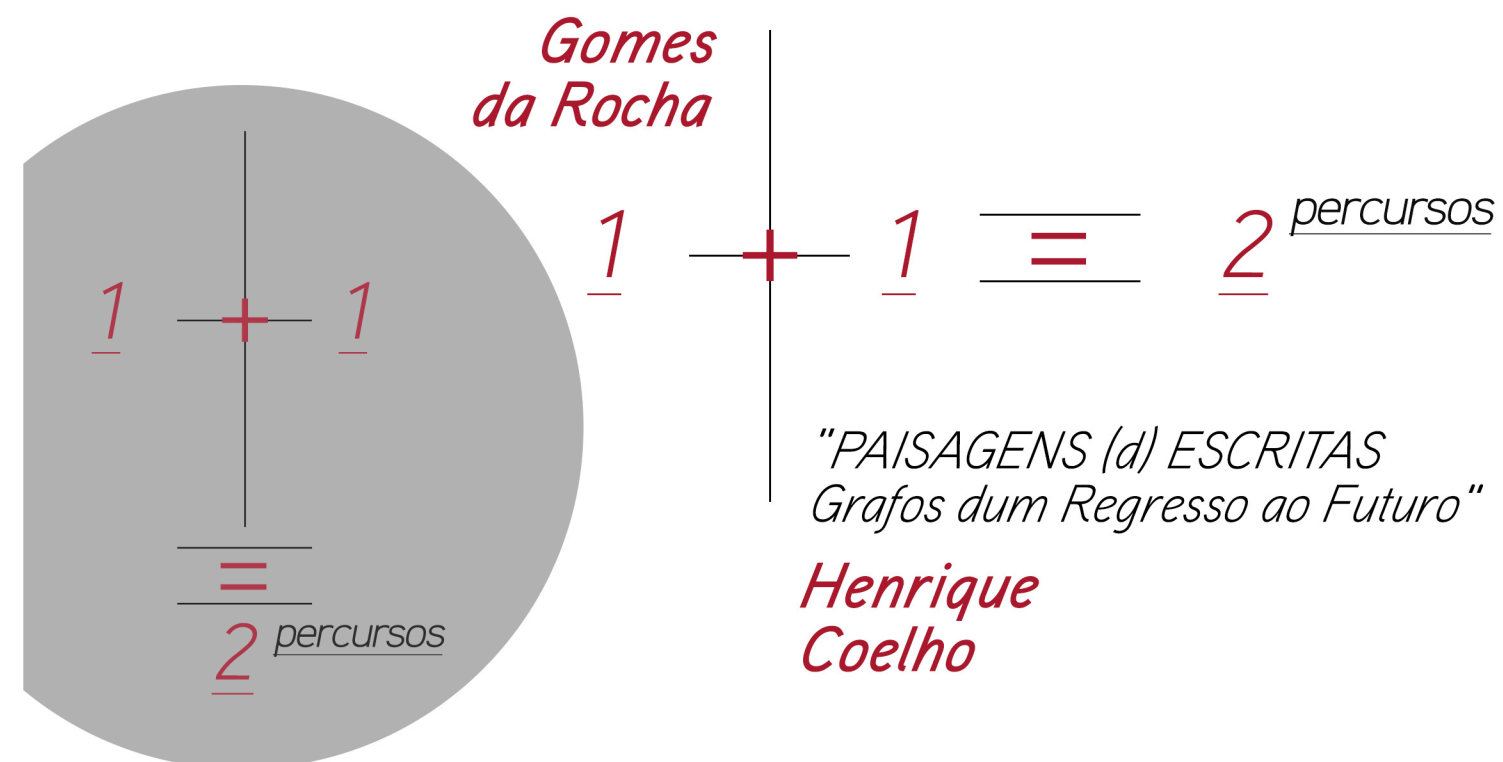 1 + 1
=
2 percursos
Gomes
da Rocha
1 + 1 = 2 percursos
"PAISAGENS (d) ESCRITAS
Grafos dum Regresso ao Futuro"
Henrique
Coelho